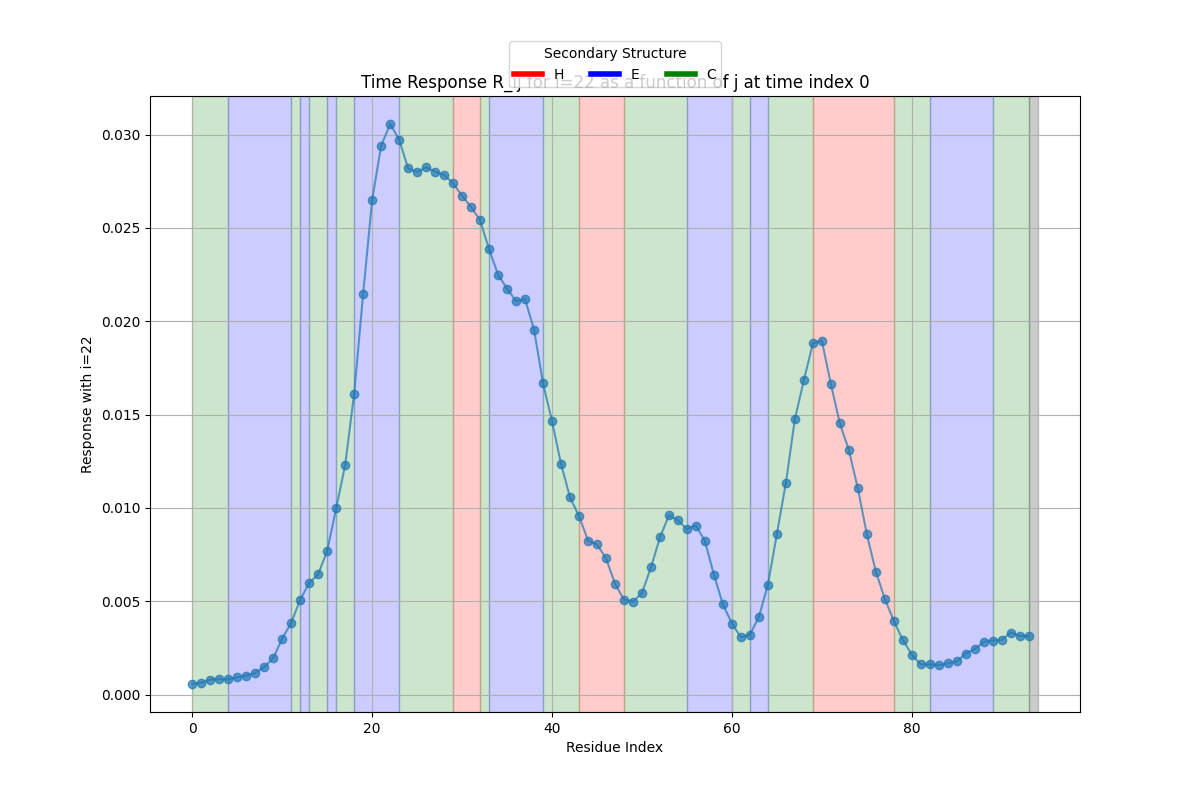 Secondary Structure
H E C
Time Response R_ij for i=22 as a function of j at time index 0
Response with i=22
0.030
0.025
0.020
0.015
0.010
0.005
0.000
0 20 40 60 80
Residue Index